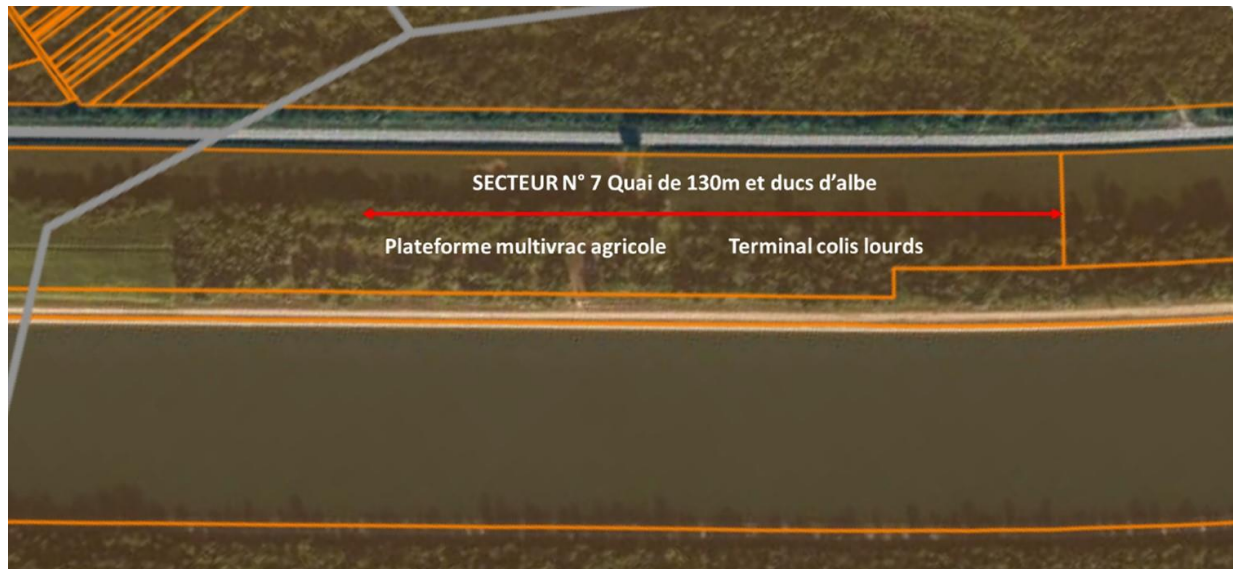 SECTEUR N° 7 Quai de 130m et ducs d'albe
Plateforme multivrac agricole
Terminal colis lourds